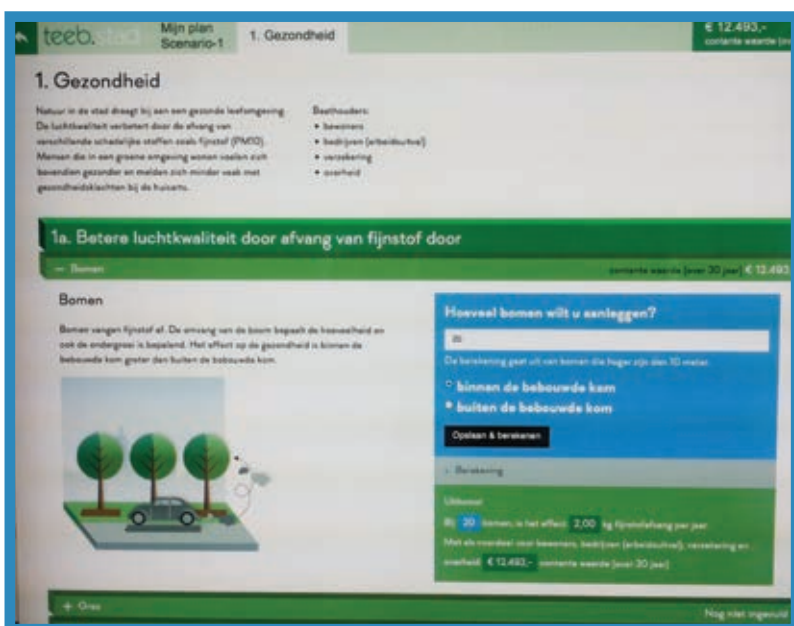 teeb.stad
Mijn plan
Scenario-1
1. Gezondheid
€ 12.493,-
contante waarde
1. Gezondheid
Natuur in de stad draagt bij aan een gezonde leefomgeving.
De luchtkwaliteit verbetert door de afvang van
verschillende schadelijke stoffen zoals fijnstof (PM10).
Mensen die in een groene omgeving wonen voelen zich
bovendien gezonder en melden zich minder vaak met
gezondheidsklachten bij de huisarts.
Baathouders:
• bewoners
• bedrijven (arbeidsuitval)
• verzekering
• overheid
1a. Betere luchtkwaliteit door afvang van fijnstof door
— Bomen
contante waarde (over 30 jaar) € 12.493,
Bomen
Bomen vangen fijnstof af. De omvang van de boom bepaalt de hoeveelheid en
ook de ondergroei is bepalend. Het effect op de gezondheid is binnen de
bebouwde kom groter dan buiten de bebouwde kom.
Hoeveel bomen wilt u aanleggen?
20
De berekening gaat uit van bomen die hoger zijn dan 10 meter.
binnen de bebouwde kom
buiten de bebouwde kom
Opslaan & berekenen
Berekening
Uitkomst
Bij 20 bomen, is het effect 2,00 kg fijnstofafvang per jaar
Met als voordeel voor bewoners, bedrijven (arbeidsuitval), verzekering en
overheid € 12.493,- contante waarde (over 30 jaar)
+ Gras
Nog niet ingevuld